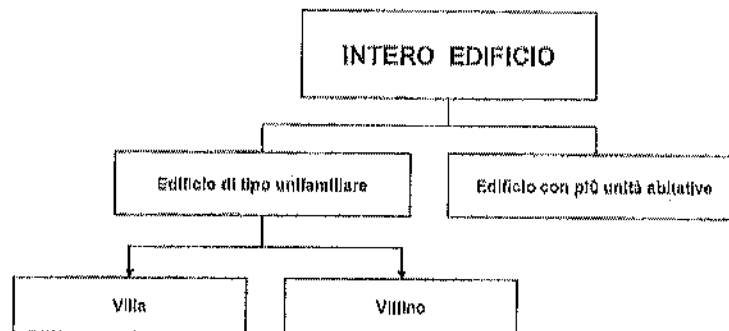 INTERO EDIFICIO
Edificio di tipo unifamiliare
Edificio con più unità abitative
Villa
Villino